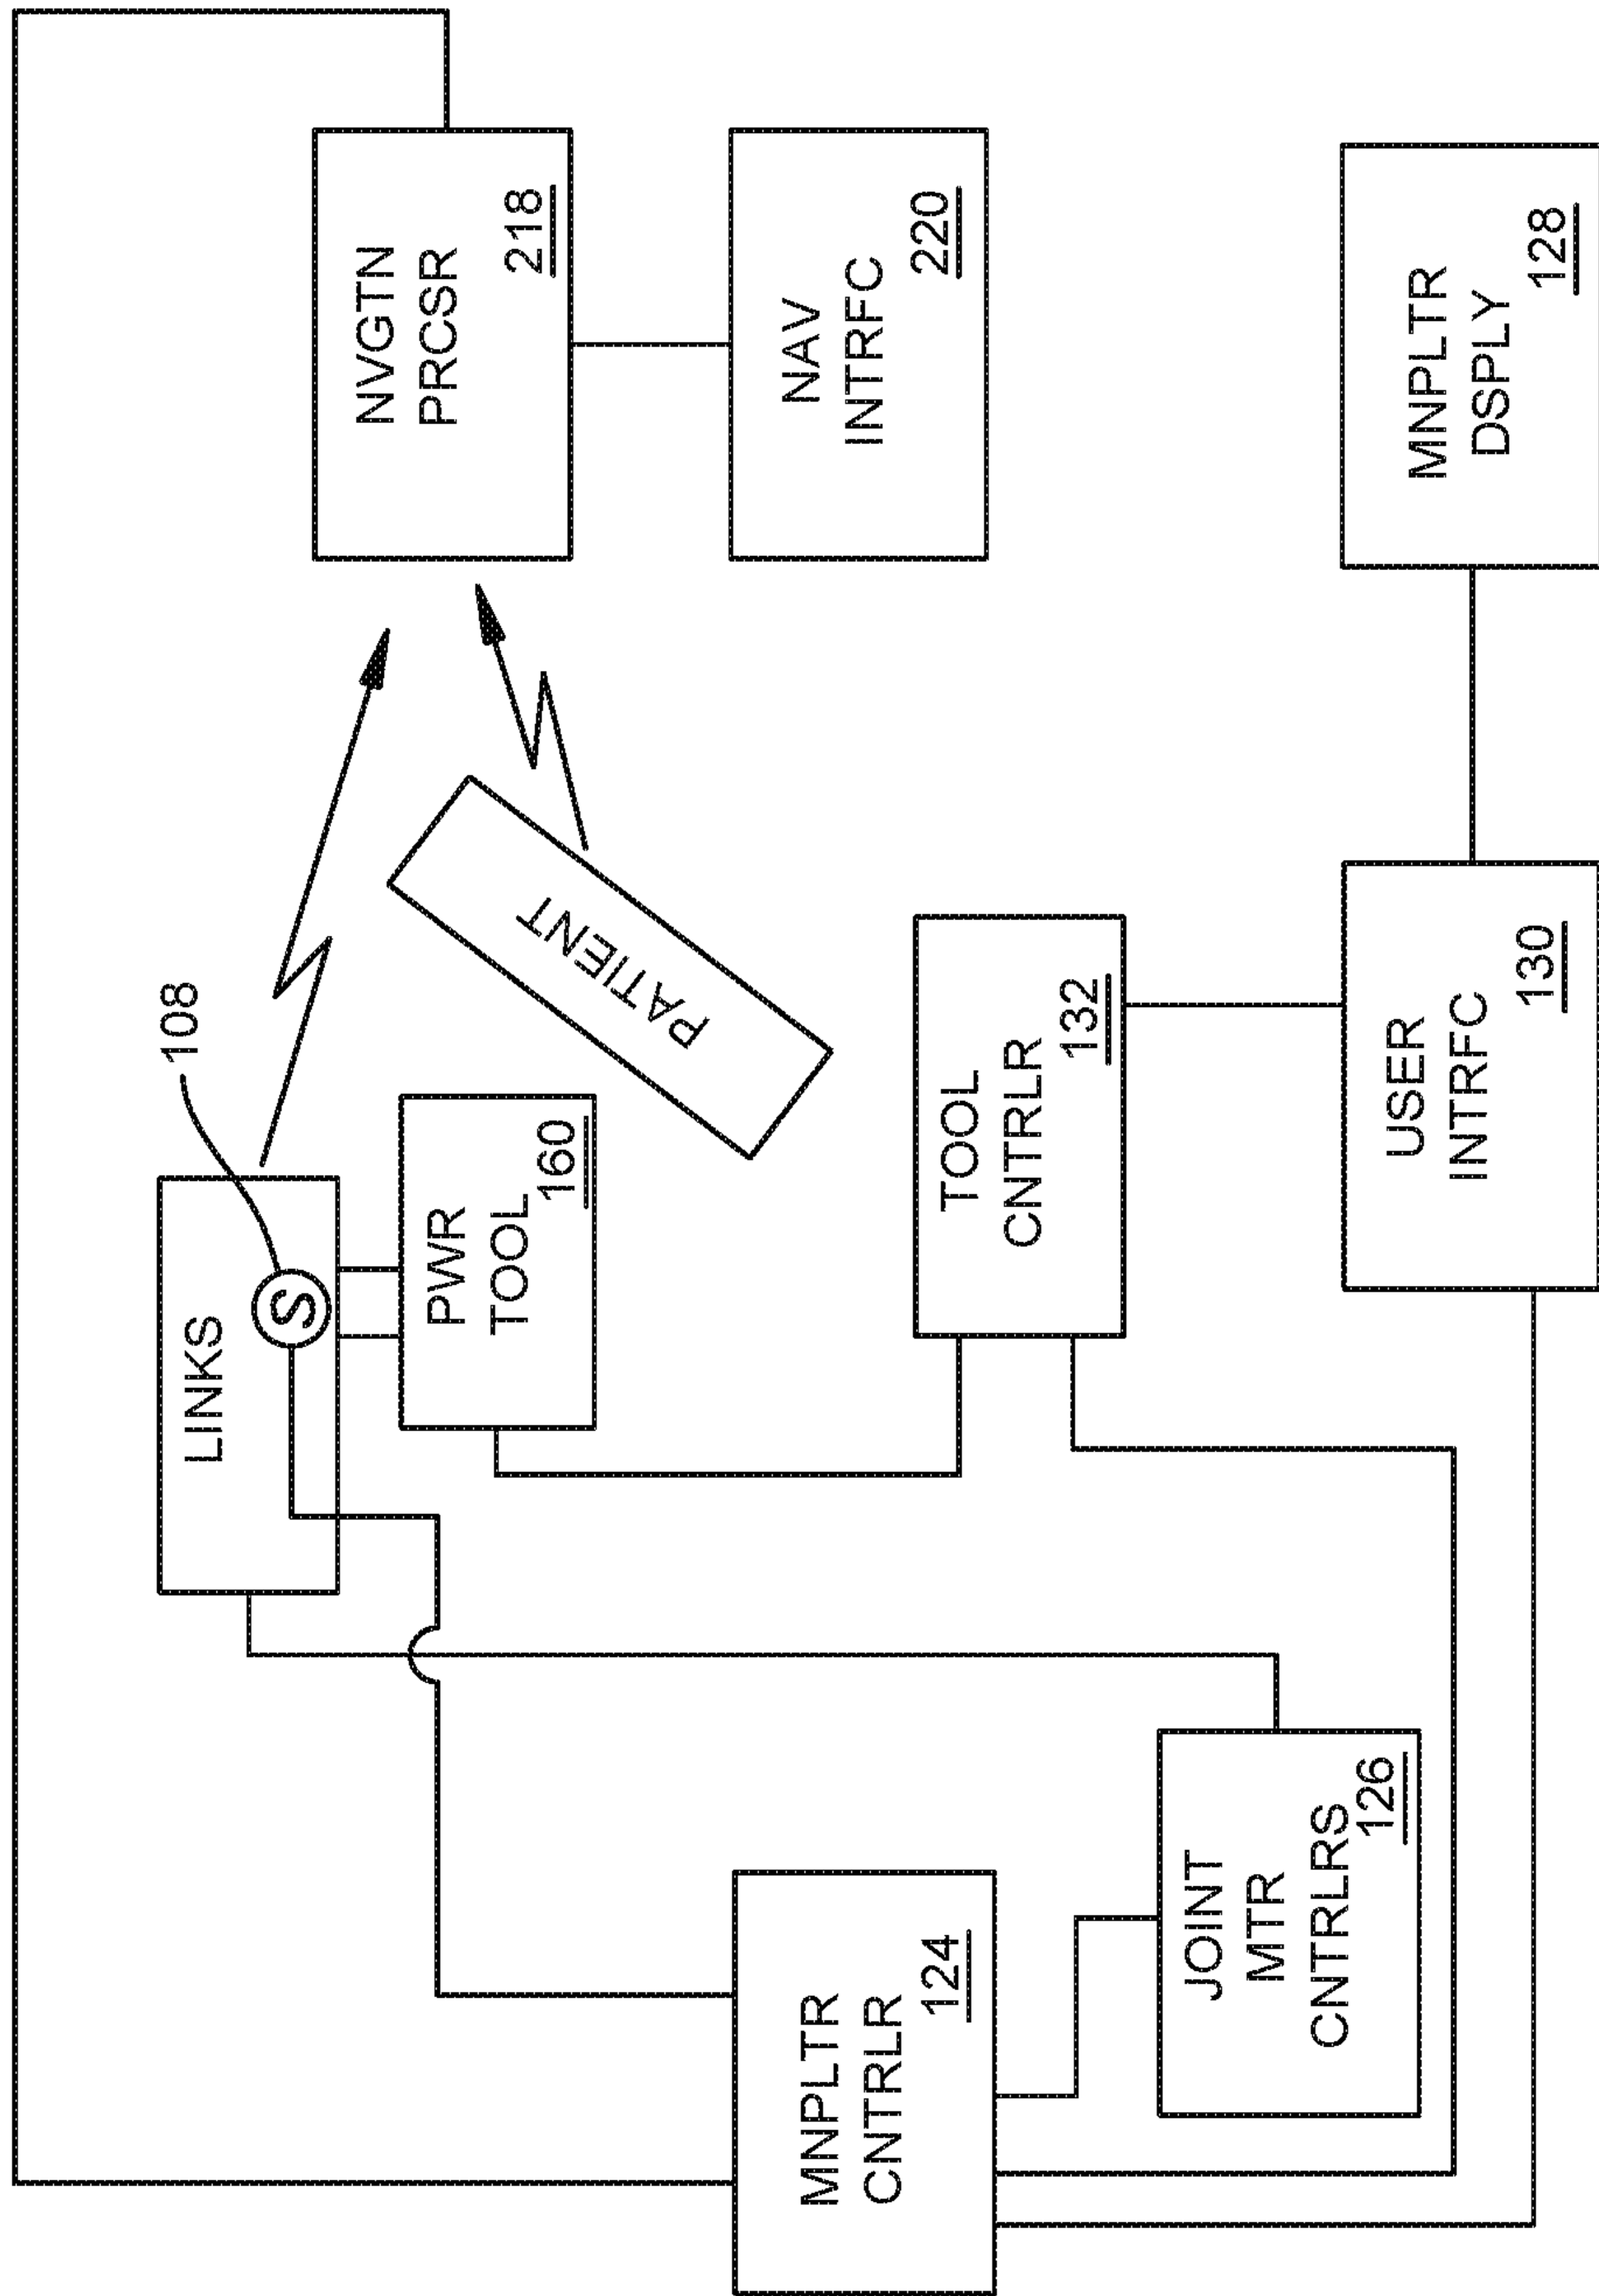 108
LINKS
S
NVGTN
PRCSR
218
PWR
TOOL
160
PATIENT
NAV
INTRFC
220
MNPLTR
CNTRLR
124
TOOL
CNTRLR
132
JOINT
MTR
CNTRLRS
126
USER
INTRFC
130
MNPLTR
DSPLY
128